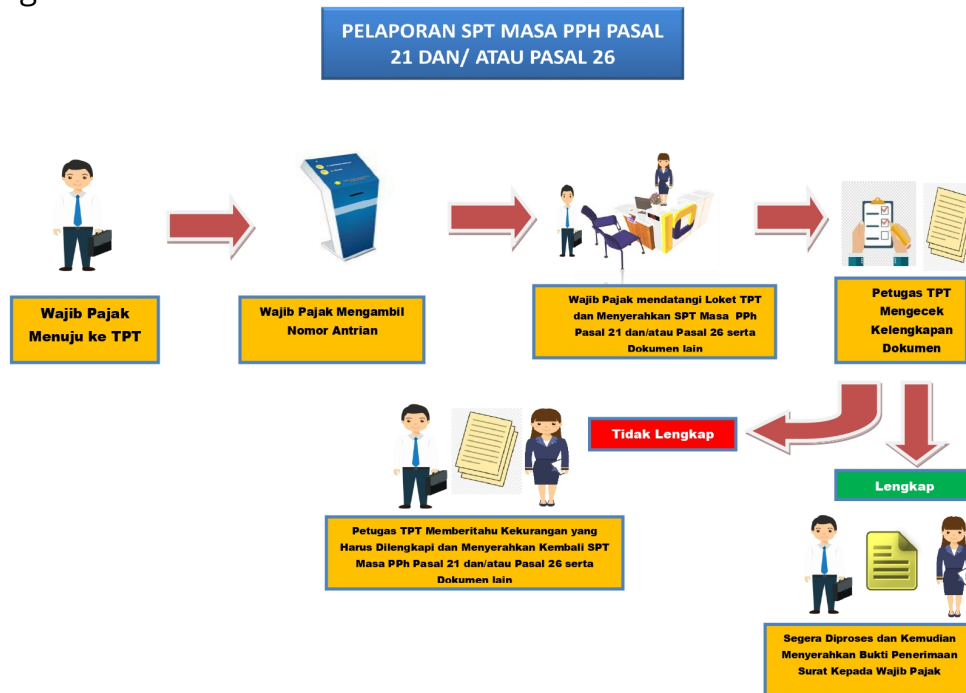 g
PELAPORAN SPT MASA PPH PASAL
21 DAN/ ATAU PASAL 26
Wajib Pajak
Menuju ke TPT
Wajib Pajak Mengambil
Nomor Antrian
Wajib Pajak mendatangi Loket TPT
dan Menyerahkan SPT Masa PPh
Pasal 21 dan/atau Pasal 26 serta
Dokumen lain
Petugas TPT
Mengecek
Kelengkapan
Dokumen
Tidak Lengkap
Lengkap
Petugas TPT Memberitahu Kekurangan yang
Harus Dilengkapi dan Menyerahkan Kembali SPT
Masa PPh Pasal 21 dan/atau Pasal 26 serta
Dokumen lain
Segera Diproses dan Kemudian
Menyerahkan Bukti Penerimaan
Surat Kepada Wajib Pajak